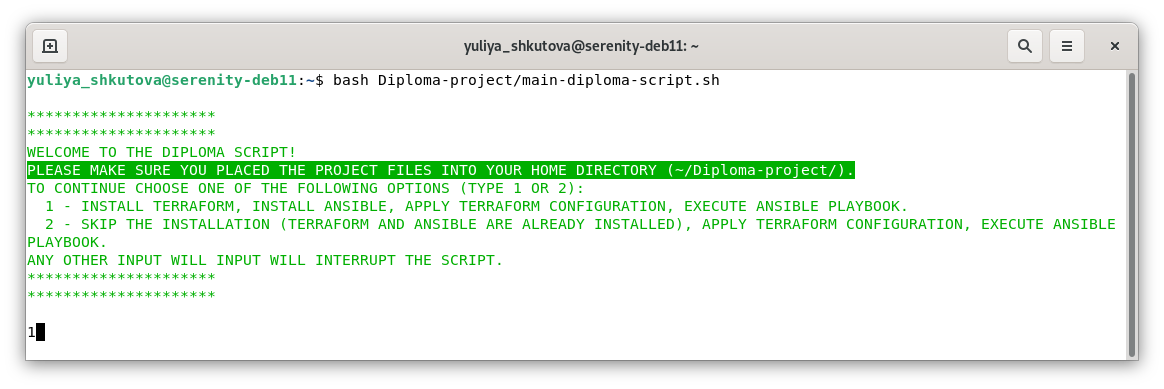 yuliya_shkutova@serenity-deb11: ~
yuliya_shkutova@serenity-deb11:~$ bash Diploma-project/main-diploma-script.sh
*********************
*********************
WELCOME TO THE DIPLOMA SCRIPT!
PLEASE MAKE SURE YOU PLACED THE PROJECT FILES INTO YOUR HOME DIRECTORY (~/Diploma-project/).
TO CONTINUE CHOOSE ONE OF THE FOLLOWING OPTIONS (TYPE 1 OR 2):
  1 - INSTALL TERRAFORM, INSTALL ANSIBLE, APPLY TERRAFORM CONFIGURATION, EXECUTE ANSIBLE PLAYBOOK.
  2 - SKIP THE INSTALLATION (TERRAFORM AND ANSIBLE ARE ALREADY INSTALLED), APPLY TERRAFORM CONFIGURATION, EXECUTE ANSIBLE
PLAYBOOK.
ANY OTHER INPUT WILL INPUT WILL INTERRUPT THE SCRIPT.
*********************
*********************
1